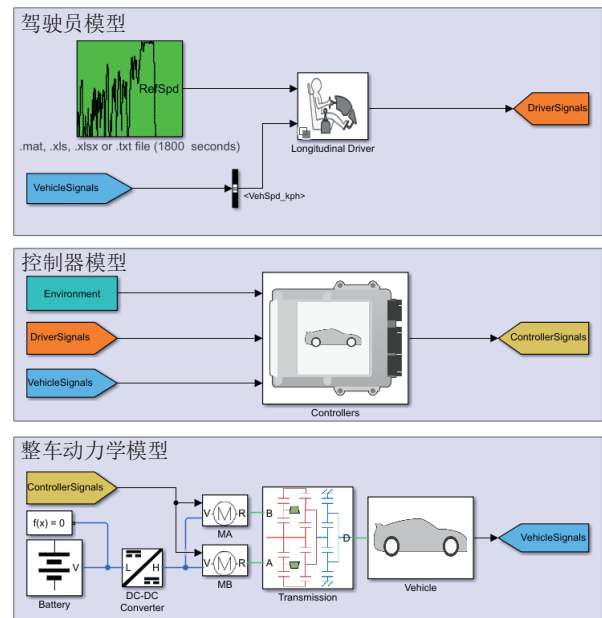 驾驶员模型
RefSpd
.mat, .xls, .xlsx or .txt file (1800 seconds)
Longitudinal Driver
DriverSignals
VehicleSignals
<VehSpd_kph>
控制器模型
Environment
DriverSignals
VehicleSignals
Controllers
ControllerSignals
整车动力学模型
ControllerSignals
f(x) = 0
V
Battery
L H
DC-DC
Converter
V M R
MA
V M R
MB
B
A
D
Transmission
Vehicle
VehicleSignals